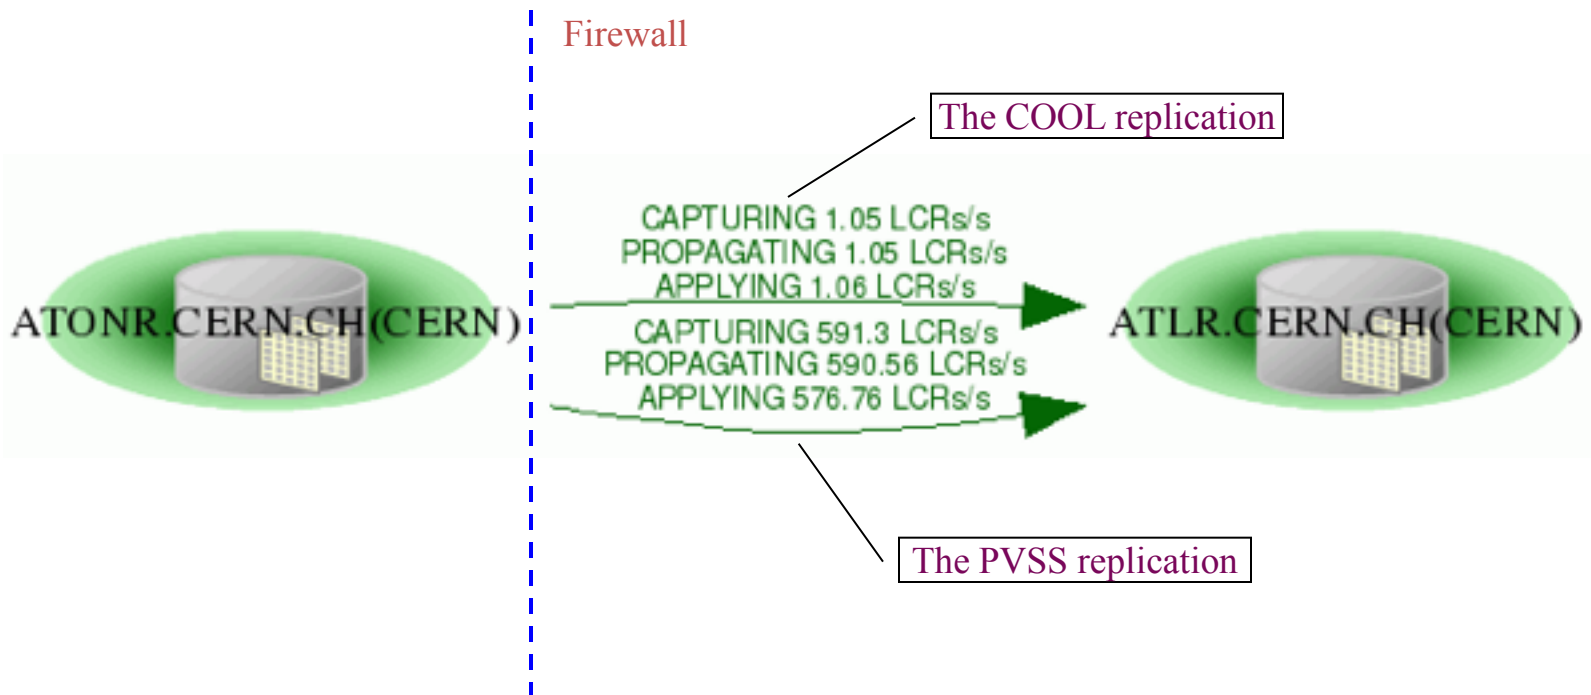 Firewall
The COOL replication
CAPTURING 1.05 LCRs/s
PROPAGATING 1.05 LCRs/s
APPLYING 1.06 LCRs/s
ATONR.CERN.CH(CERN)
ATLR.CERN.CH(CERN)
CAPTURING 591.3 LCRs/s
PROPAGATING 590.56 LCRs/s
APPLYING 576.76 LCRs/s
The PVSS replication